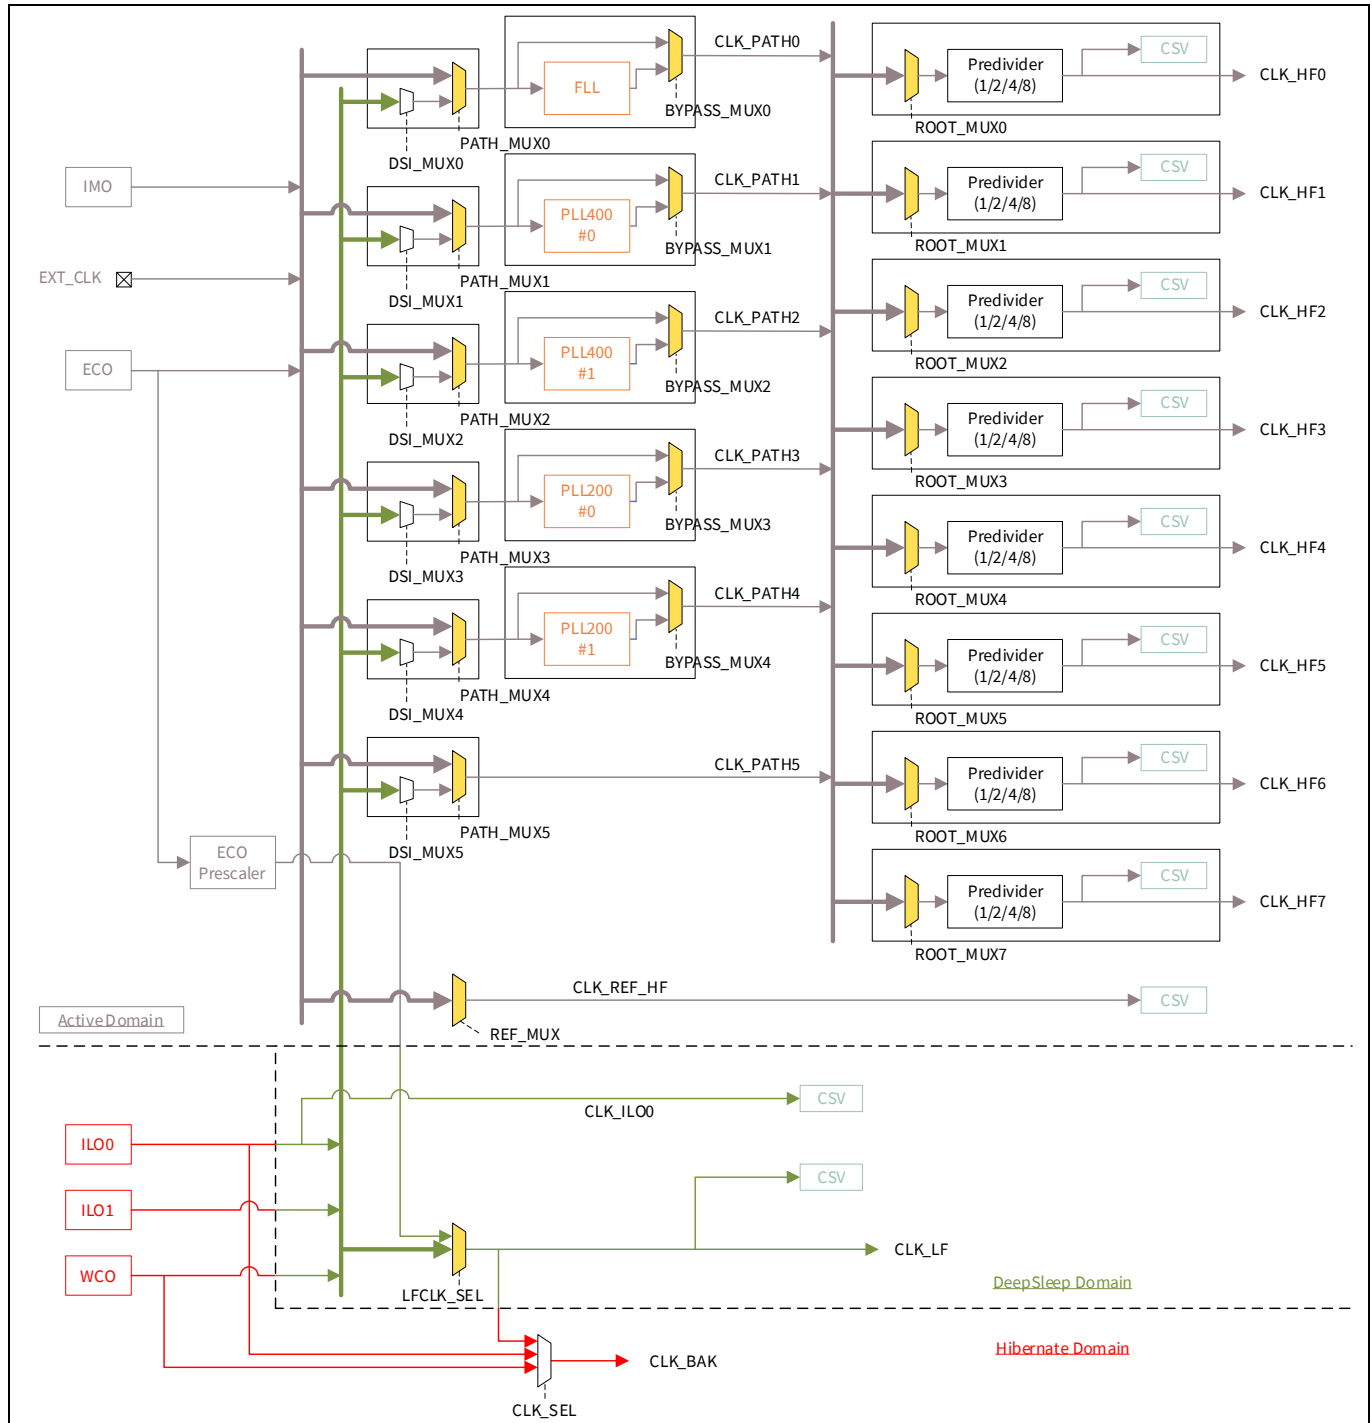 CLK_PATH0
CSV
FLL
Predivider
(1/2/4/8)
CLK_HF0
BYPASS_MUX0
ROOT_MUX0
PATH_MUX0
DSI_MUX0
IMO
CLK_PATH1
CSV
PLL400
#0
Predivider
(1/2/4/8)
CLK_HF1
BYPASS_MUX1
ROOT_MUX1
PATH_MUX1
DSI_MUX1
EXT_CLK
CLK_PATH2
CSV
PLL400
#1
Predivider
(1/2/4/8)
CLK_HF2
BYPASS_MUX2
ROOT_MUX2
PATH_MUX2
DSI_MUX2
ECO
CLK_PATH3
CSV
PLL200
#0
Predivider
(1/2/4/8)
CLK_HF3
BYPASS_MUX3
ROOT_MUX3
PATH_MUX3
DSI_MUX3
CLK_PATH4
CSV
PLL200
#1
Predivider
(1/2/4/8)
CLK_HF4
BYPASS_MUX4
ROOT_MUX4
PATH_MUX4
DSI_MUX4
CSV
Predivider
(1/2/4/8)
CLK_HF5
ROOT_MUX5
CLK_PATH5
PATH_MUX5
DSI_MUX5
CSV
Predivider
(1/2/4/8)
CLK_HF6
ROOT_MUX6
ECO
Prescaler
CSV
Predivider
(1/2/4/8)
CLK_HF7
ROOT_MUX7
CLK_REF_HF
CSV
REF_MUX
Active Domain
CLK_ILO0
CSV
ILO0
CSV
ILO1
WCO
CLK_LF
LFCLK_SEL
DeepSleep Domain
Hibernate Domain
CLK_BAK
CLK_SEL